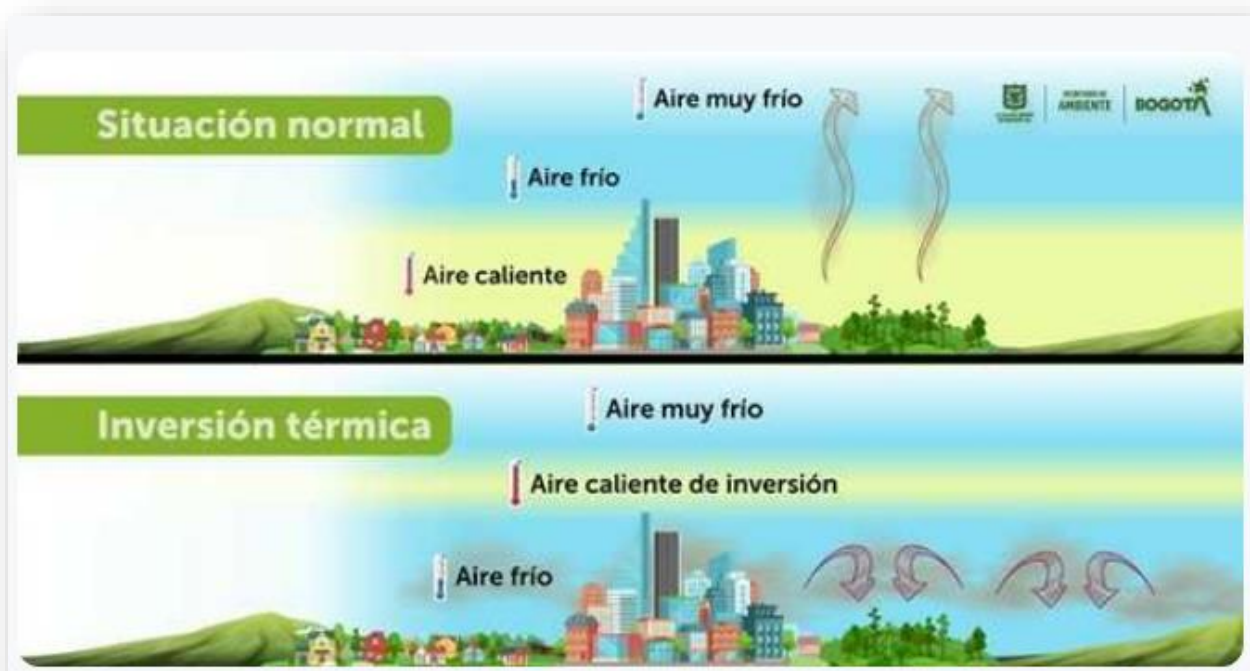 Situación normal
Aire muy frío
AMBIENTE
BOGOTÁ
Aire frío
Aire caliente
Inversión térmica
Aire muy frío
Aire caliente de inversión
Aire frío